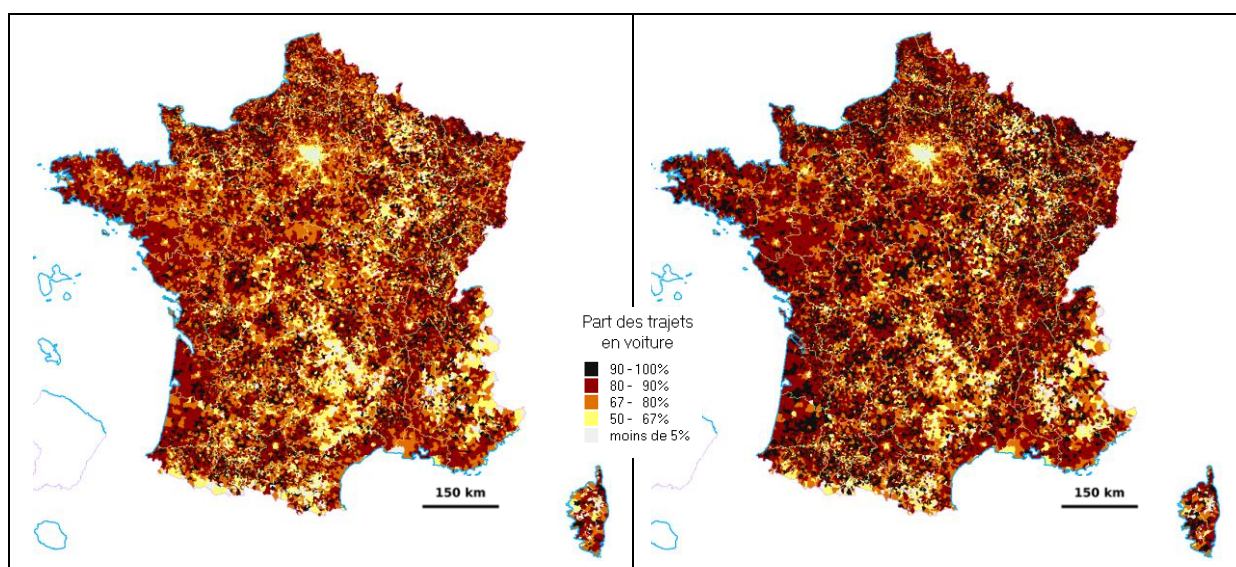 Part des trajets
en voiture
90 - 100%
80 - 90%
67 - 80%
50 - 67%
moins de 5%
150 km
150 km